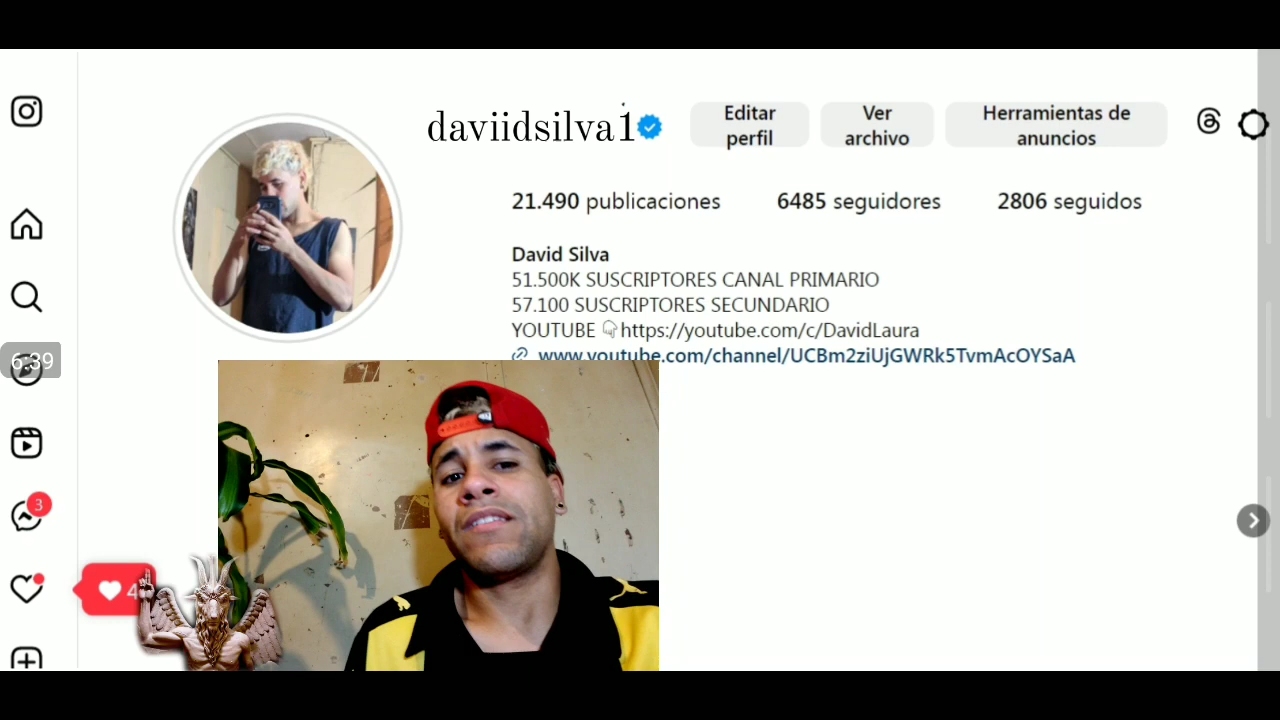 daviidsilva1
Editar
perfil
Ver
archivo
Herramientas de
anuncios
21.490 publicaciones
6485 seguidores
2806 seguidos
David Silva
51.500K SUSCRIPTORES CANAL PRIMARIO
57.100 SUSCRIPTORES SECUNDARIO
YOUTUBE 👇https://youtube.com/c/DavidLaura
www.youtube.com/channel/UCBm2ziUjGWRk5TvmAcOYSaA
6:39
3
4